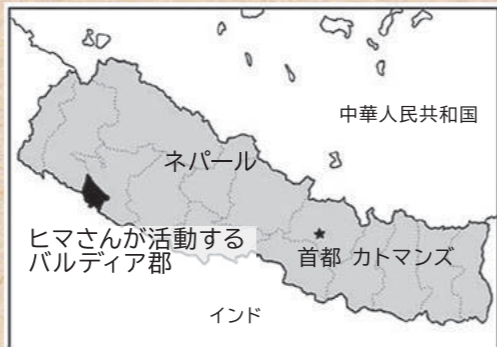 中華人民共和国
ネパール
ヒマさんが活動する
バルディア郡
首都 カトマンズ
インド